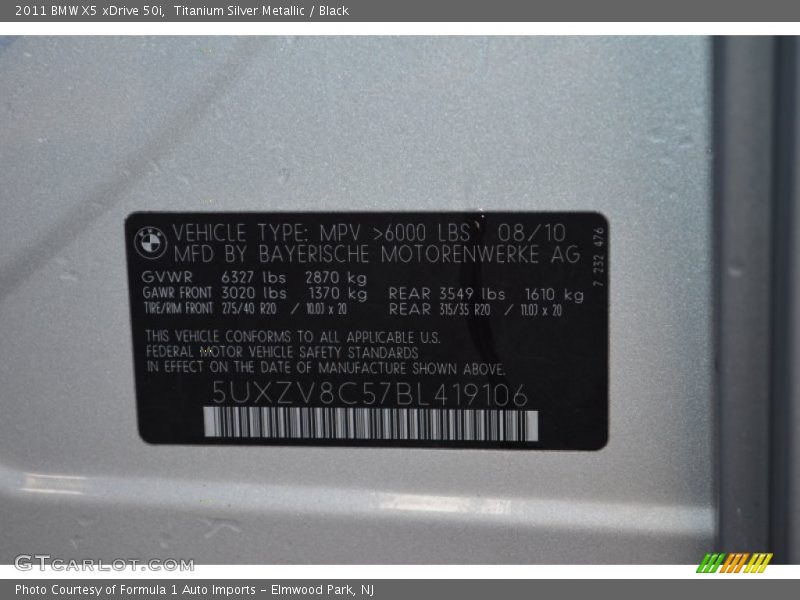 2011 BMW X5 xDrive 50i,  Titanium Silver Metallic / Black
VEHICLE TYPE: MPV >6000 LBS  08/10
MFD BY BAYERISCHE MOTORENWERKE AG
7 232 476
GVWR 6327 lbs 2870 kg
GAWR FRONT 3020 lbs 1370 kg REAR 3549 lbs 1610 kg
TIRE/RIM FRONT 275/40 R20 / 10.0J x 20 REAR 315/35 R20 / 11.0J x 20
THIS VEHICLE CONFORMS TO ALL APPLICABLE U.S.
FEDERAL MOTOR VEHICLE SAFETY STANDARDS
IN EFFECT ON THE DATE OF MANUFACTURE SHOWN ABOVE.
5UXZV8C57BL419106
GTCARLOT.COM
Photo Courtesy of Formula 1 Auto Imports - Elmwood Park, NJ